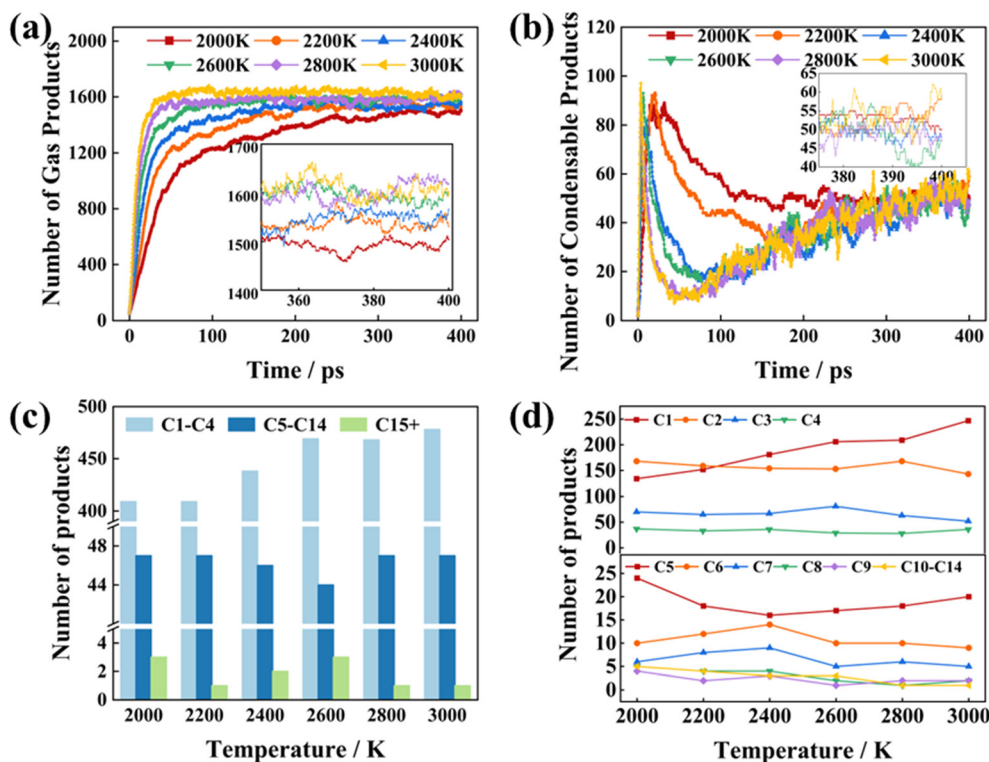 (a)
2000K 2200K 2400K
2600K 2800K 3000K
Number of Gas Products
2000
1600
1200
800
400
0
1700
1600
1500
1400
350 360 380 400
0 100 200 300 400
Time / ps
(b)
2000K 2200K 2400K
2600K 2800K 3000K
Number of Condensable Products
120
100
80
60
40
20
0
65
60
55
50
45
40
380 390 400
0 100 200 300 400
Time / ps
(c)
C1-C4 C5-C14 C15+
Number of products
500
450
400
48
44
4
2
0
2000 2200 2400 2600 2800 3000
Temperature / K
(d)
C1 C2 C3 C4
Number of products
250
200
150
100
50
0
C5 C6 C7 C8 C9 C10-C14
25
20
15
10
5
0
2000 2200 2400 2600 2800 3000
Temperature / K